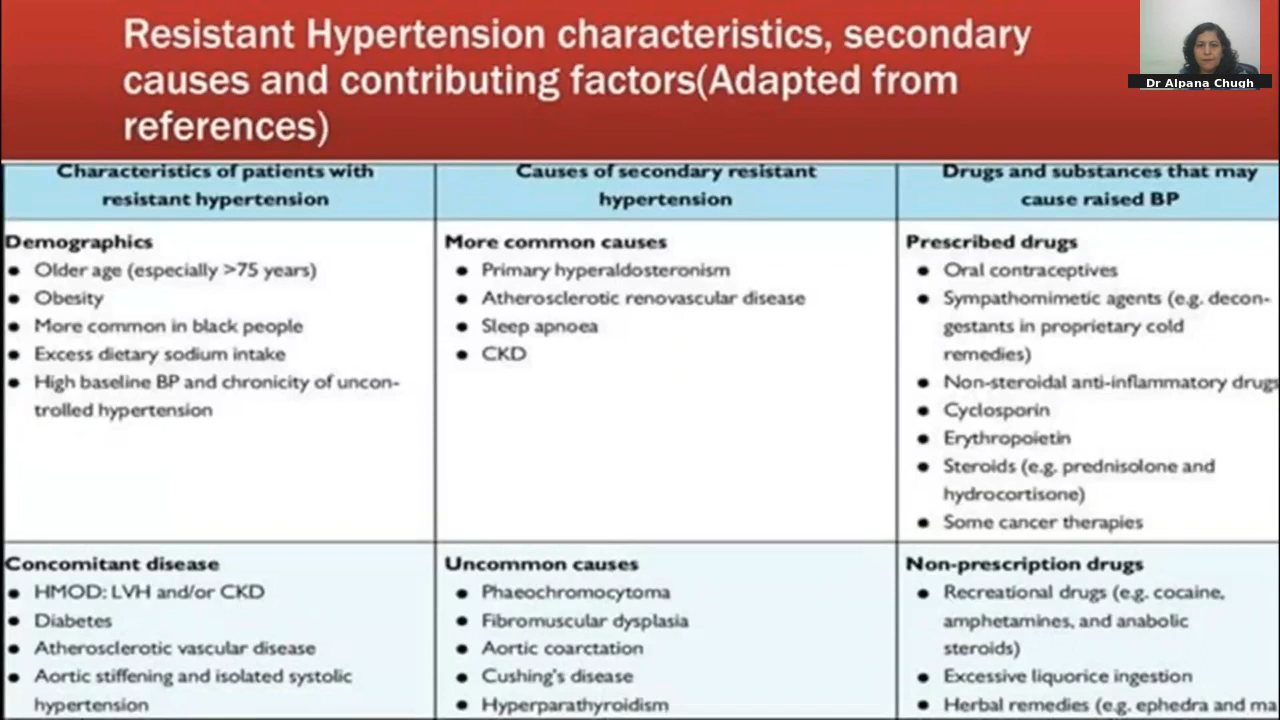 Resistant Hypertension characteristics, secondary
causes and contributing factors(Adapted from
references)
Dr Alpana Chugh
Characteristics of patients with
resistant hypertension
Causes of secondary resistant
hypertension
Drugs and substances that may
cause raised BP
Demographics
● Older age (especially >75 years)
● Obesity
● More common in black people
● Excess dietary sodium intake
● High baseline BP and chronicity of uncon-
trolled hypertension
More common causes
● Primary hyperaldosteronism
● Atherosclerotic renovascular disease
● Sleep apnoea
● CKD
Prescribed drugs
● Oral contraceptives
● Sympathomimetic agents (e.g. decon-
gestants in proprietary cold
remedies)
● Non-steroidal anti-inflammatory drugs
● Cyclosporin
● Erythropoietin
● Steroids (e.g. prednisolone and
hydrocortisone)
● Some cancer therapies
Concomitant disease
● HMOD: LVH and/or CKD
● Diabetes
● Atherosclerotic vascular disease
● Aortic stiffening and isolated systolic
hypertension
Uncommon causes
● Phaeochromocytoma
● Fibromuscular dysplasia
● Aortic coarctation
● Cushing's disease
● Hyperparathyroidism
Non-prescription drugs
● Recreational drugs (e.g. cocaine,
amphetamines, and anabolic
steroids)
● Excessive liquorice ingestion
● Herbal remedies (e.g. ephedra and ma